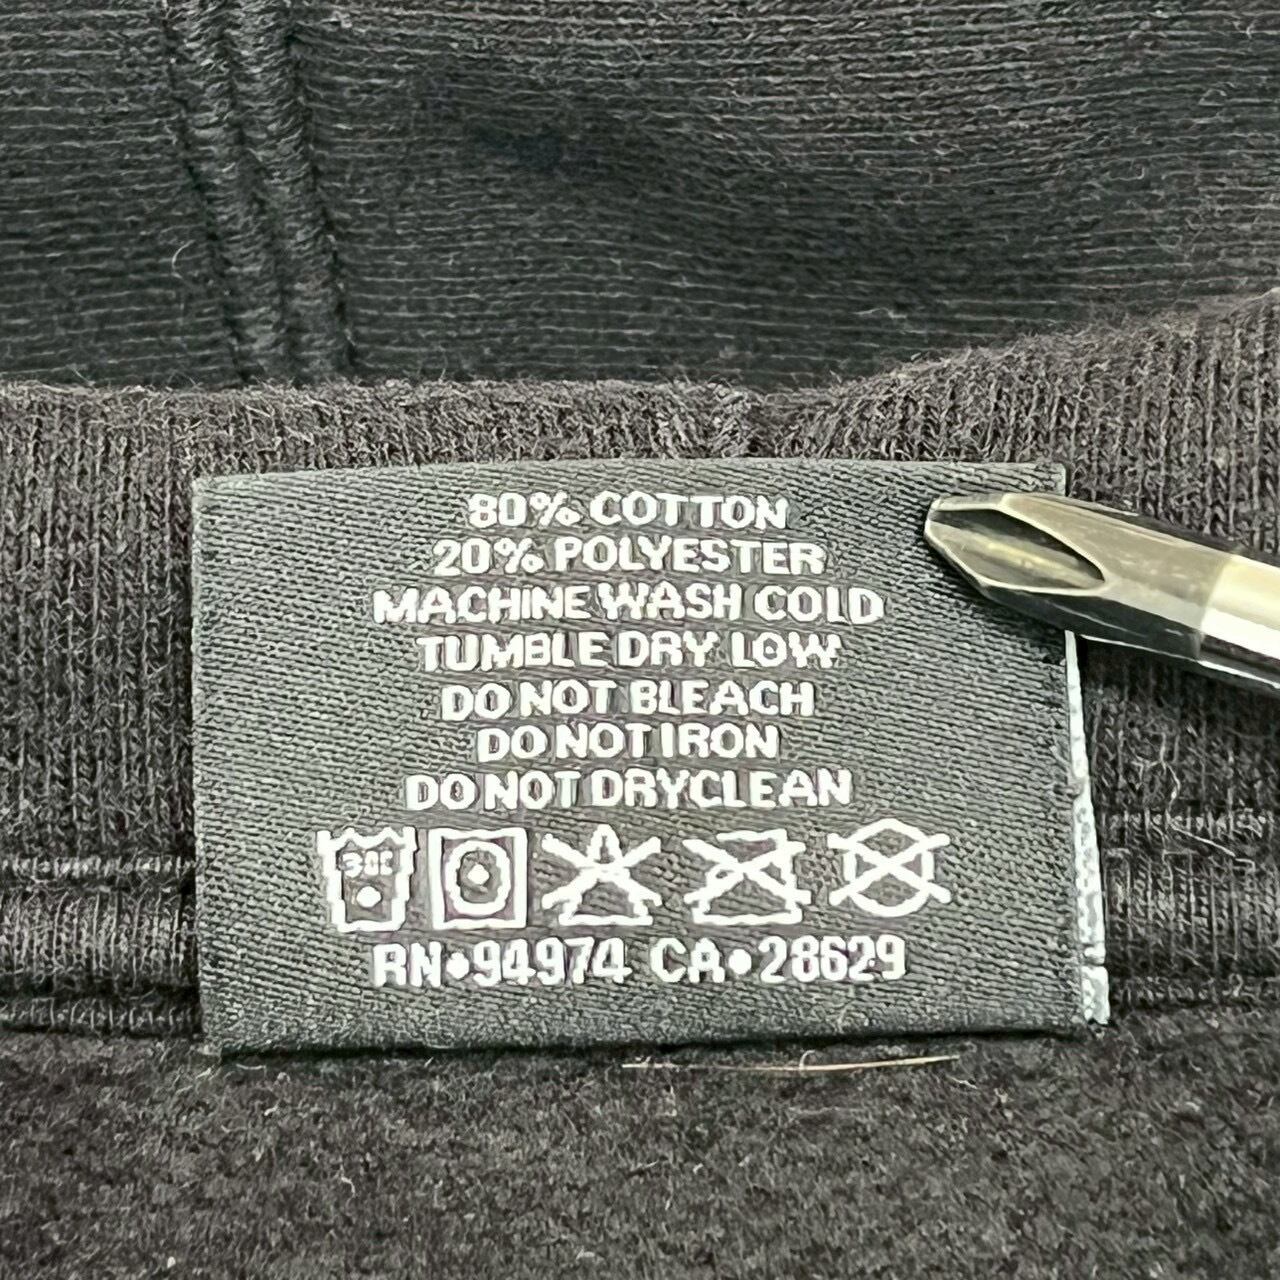 80% COTTON
20% POLYESTER
MACHINE WASH COLD
TUMBLE DRY LOW
DO NOT BLEACH
DO NOT IRON
DO NOT DRYCLEAN
30C
RN•94974 CA•28629